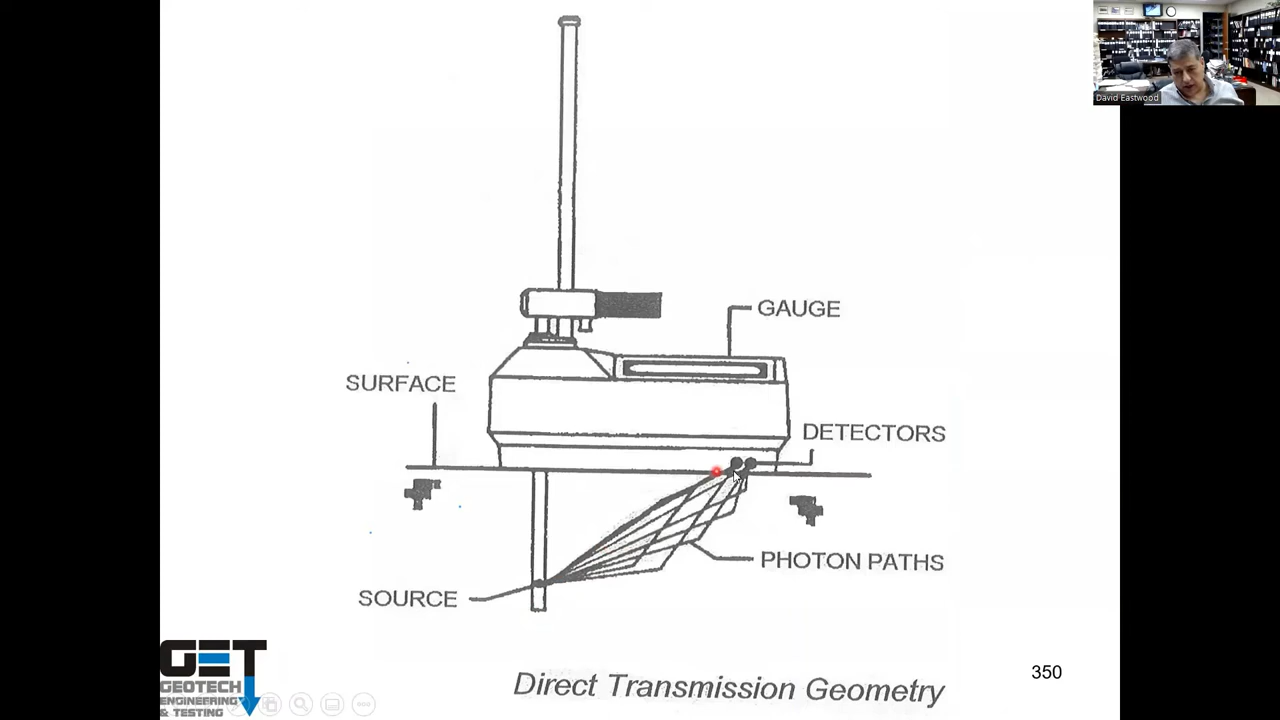 David Eastwood
GAUGE
SURFACE
DETECTORS
PHOTON PATHS
SOURCE
GET
GEOTECH
ENGINEERING
& TESTING
Direct Transmission Geometry
350